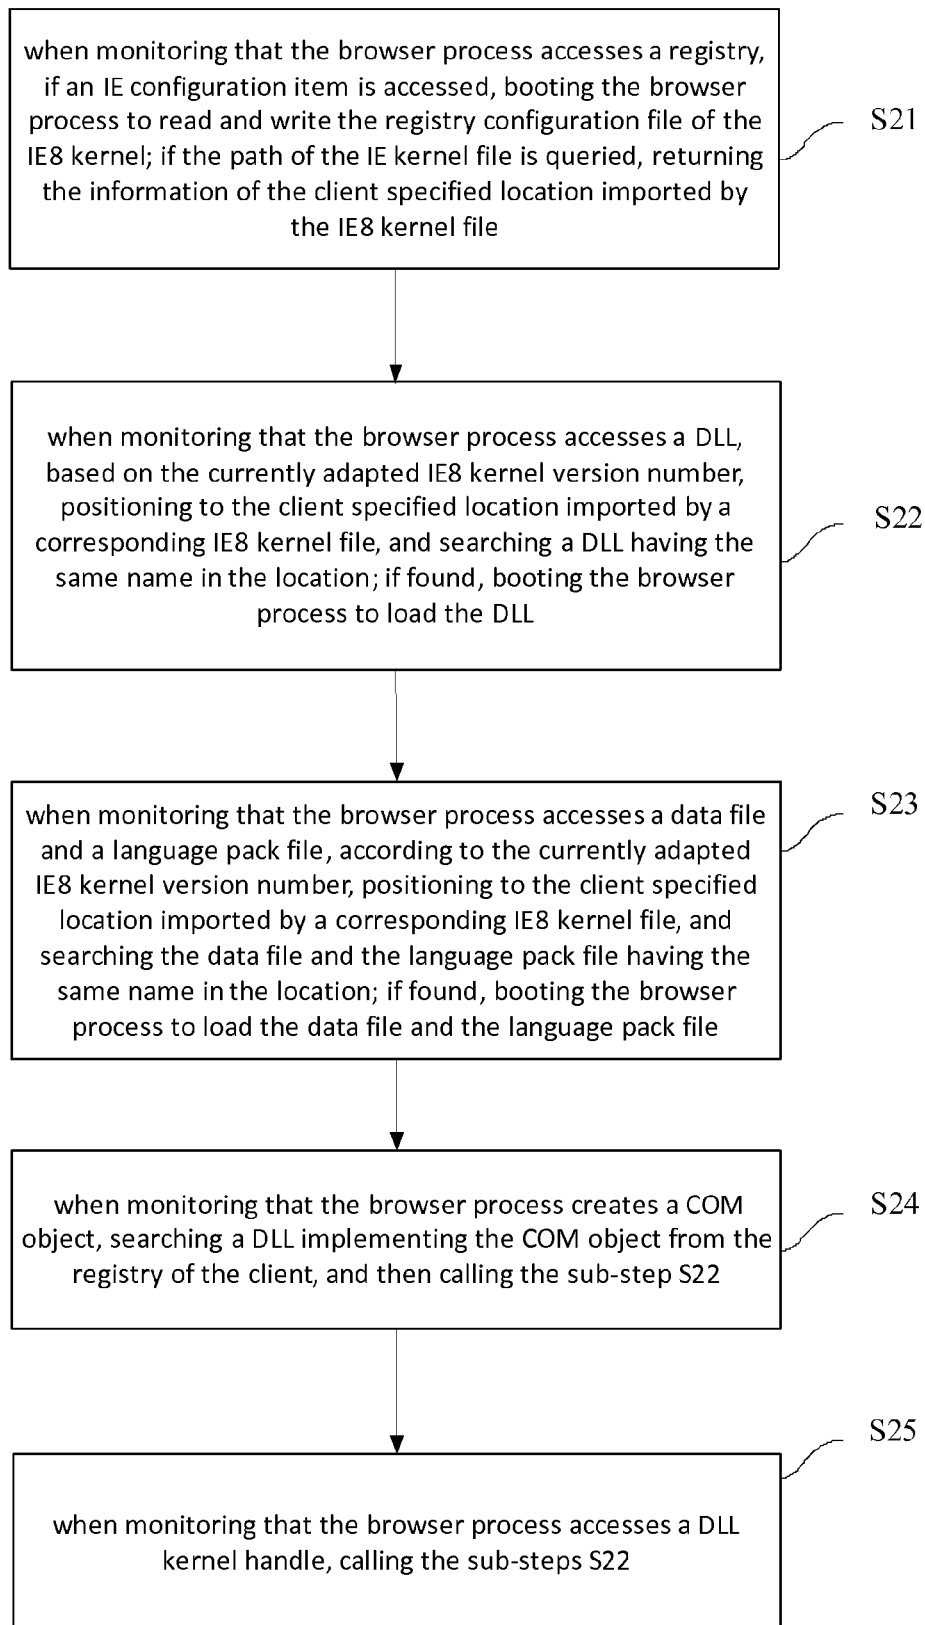 when monitoring that the browser process accesses a registry,
if an IE configuration item is accessed, booting the browser
process to read and write the registry configuration file of the
IE8 kernel; if the path of the IE kernel file is queried, returning
the information of the client specified location imported by
the IE8 kernel file
S21
when monitoring that the browser process accesses a DLL,
based on the currently adapted IE8 kernel version number,
positioning to the client specified location imported by a
corresponding IE8 kernel file, and searching a DLL having the
same name in the location; if found, booting the browser
process to load the DLL
S22
when monitoring that the browser process accesses a data file
and a language pack file, according to the currently adapted
IE8 kernel version number, positioning to the client specified
location imported by a corresponding IE8 kernel file, and
searching the data file and the language pack file having the
same name in the location; if found, booting the browser
process to load the data file and the language pack file
S23
when monitoring that the browser process creates a COM
object, searching a DLL implementing the COM object from the
registry of the client, and then calling the sub-step S22
S24
when monitoring that the browser process accesses a DLL
kernel handle, calling the sub-steps S22
S25